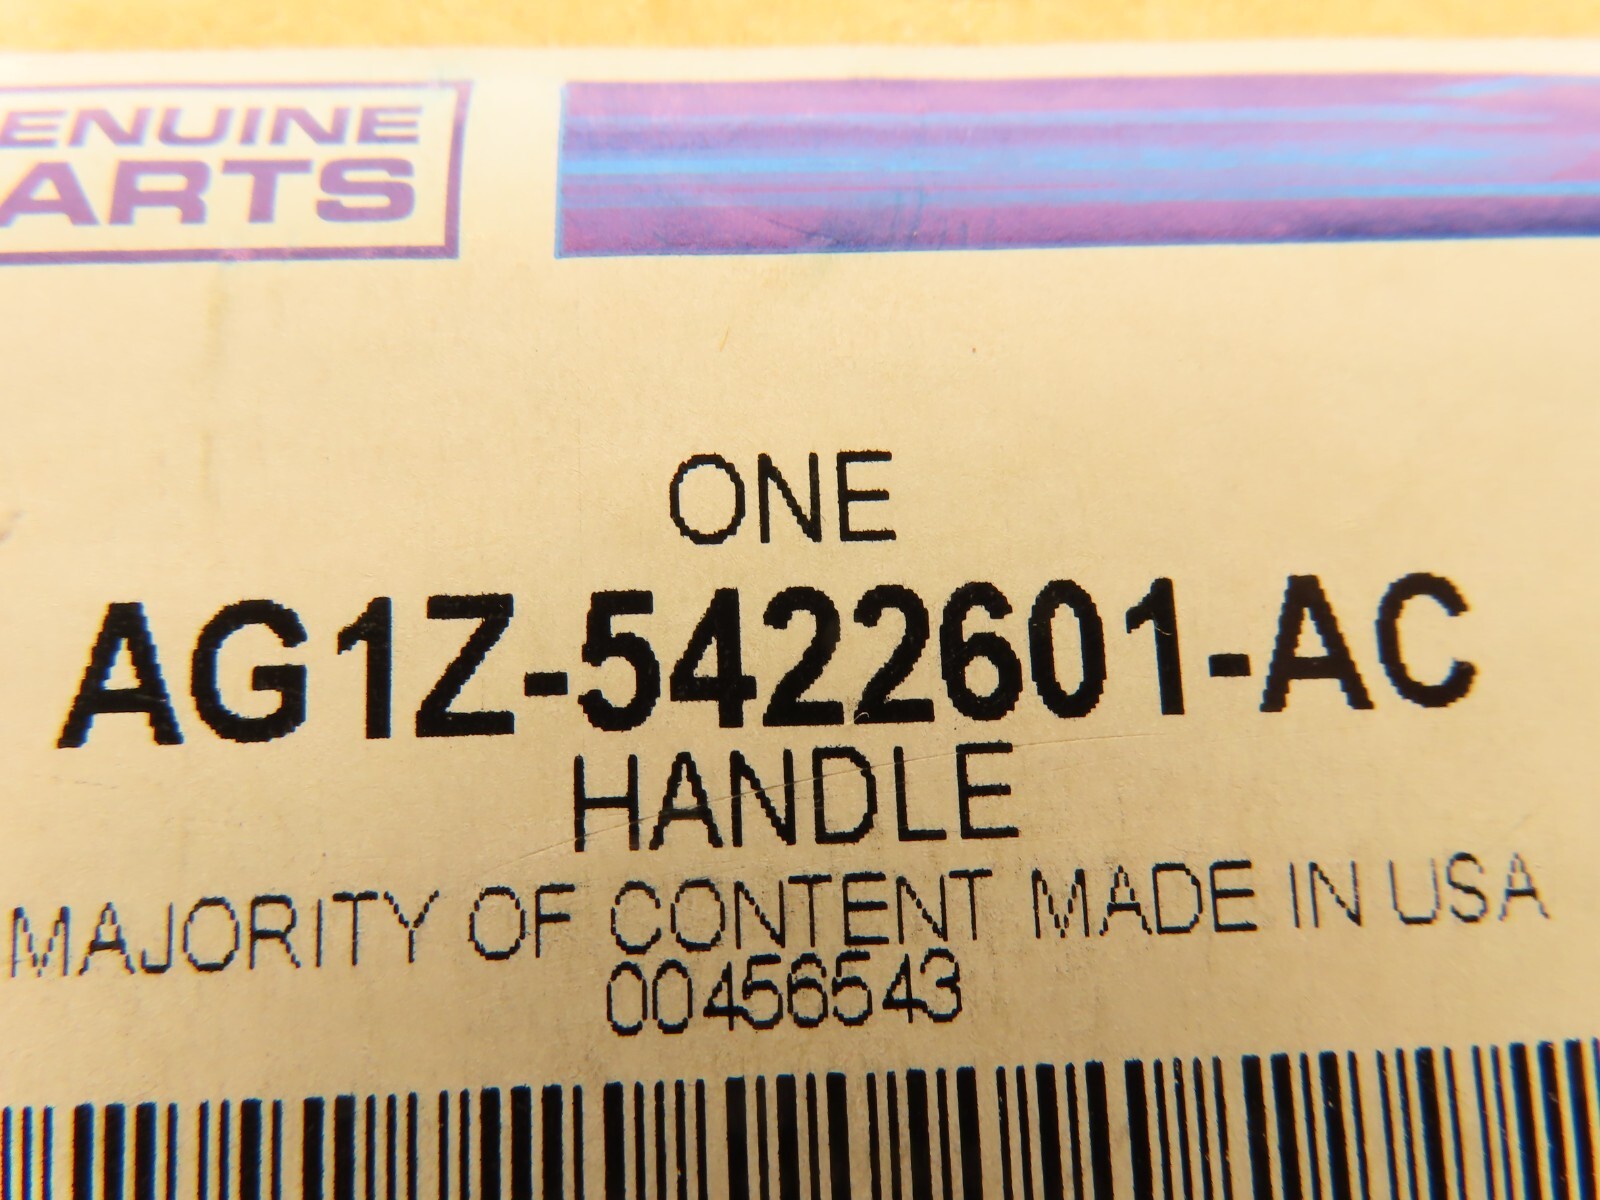 ENUINE
ARTS
ONE
AG1Z-5422601-AC
HANDLE
MAJORITY OF CONTENT MADE IN USA
00456543